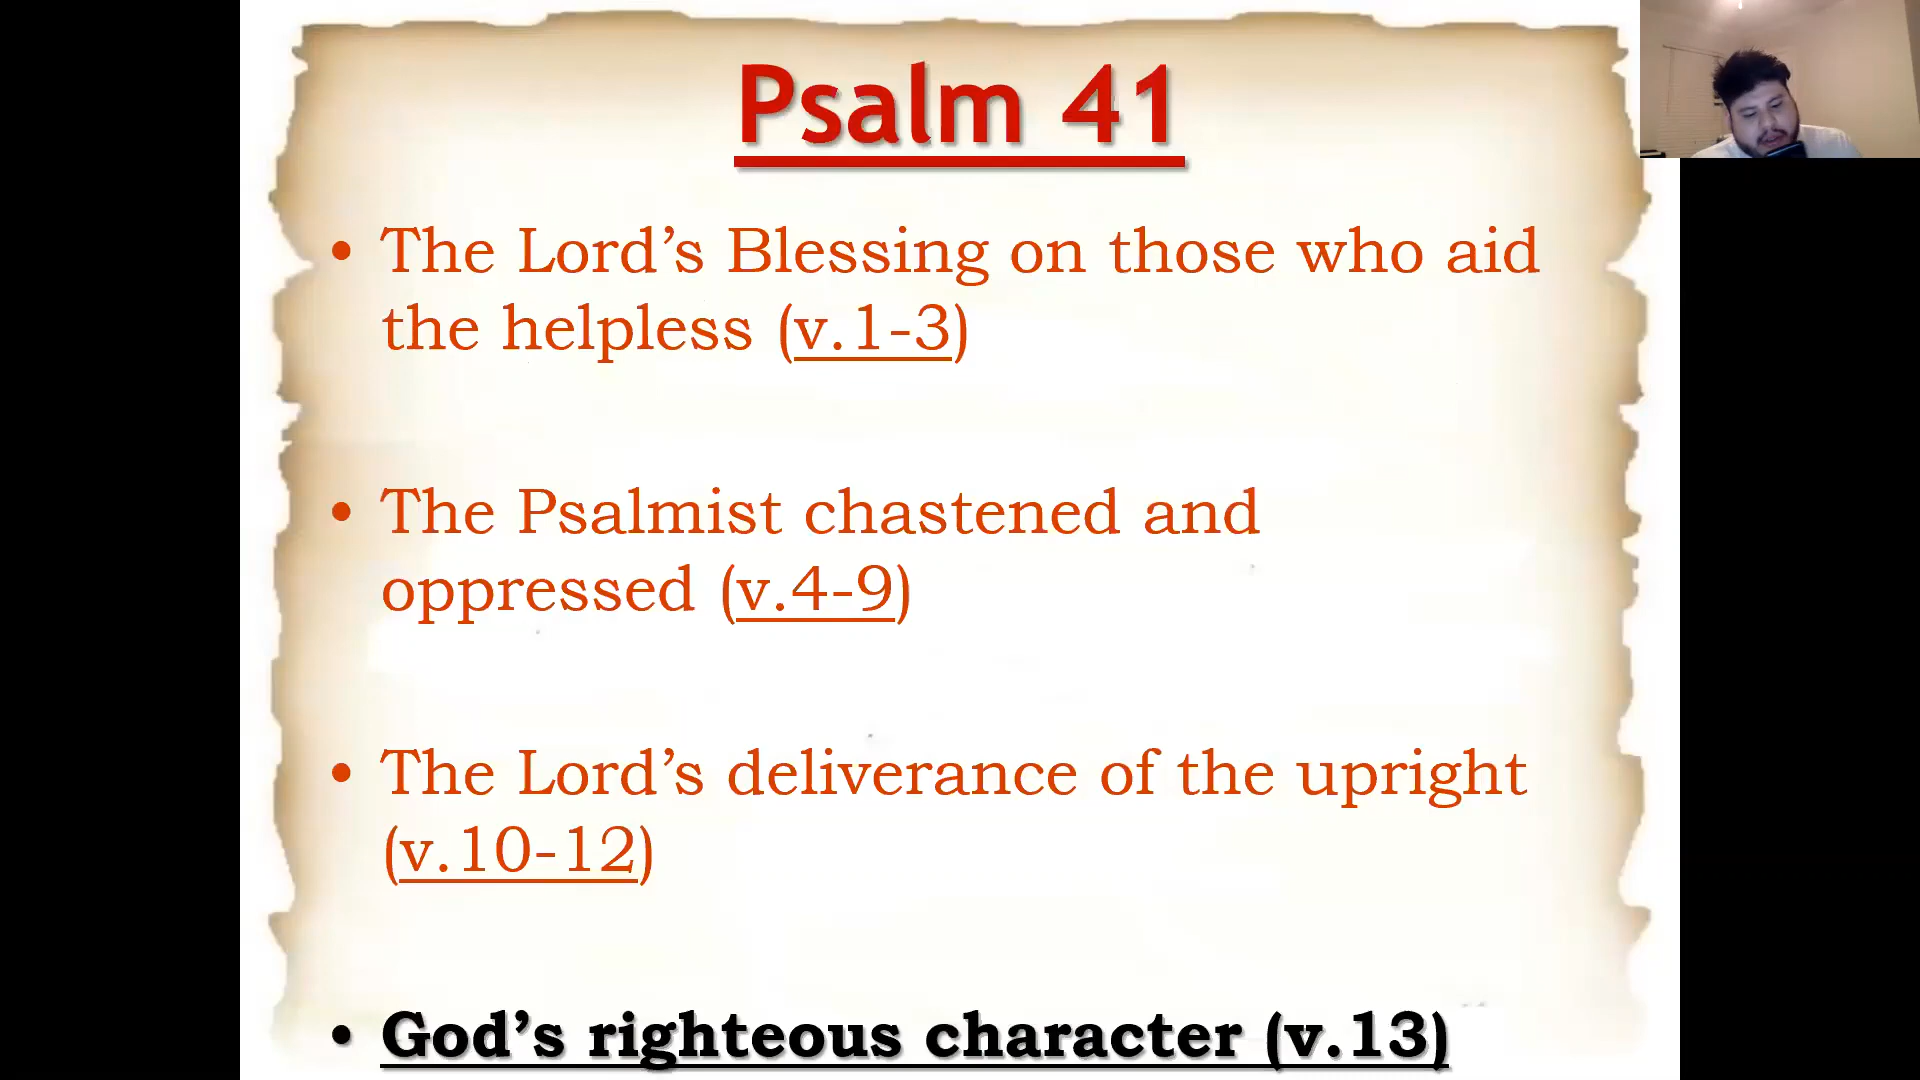 Psalm 41
• The Lord’s Blessing on those who aid
the helpless (v.1-3)
• The Psalmist chastened and
oppressed (v.4-9)
• The Lord’s deliverance of the upright
(v.10-12)
• God’s righteous character (v.13)